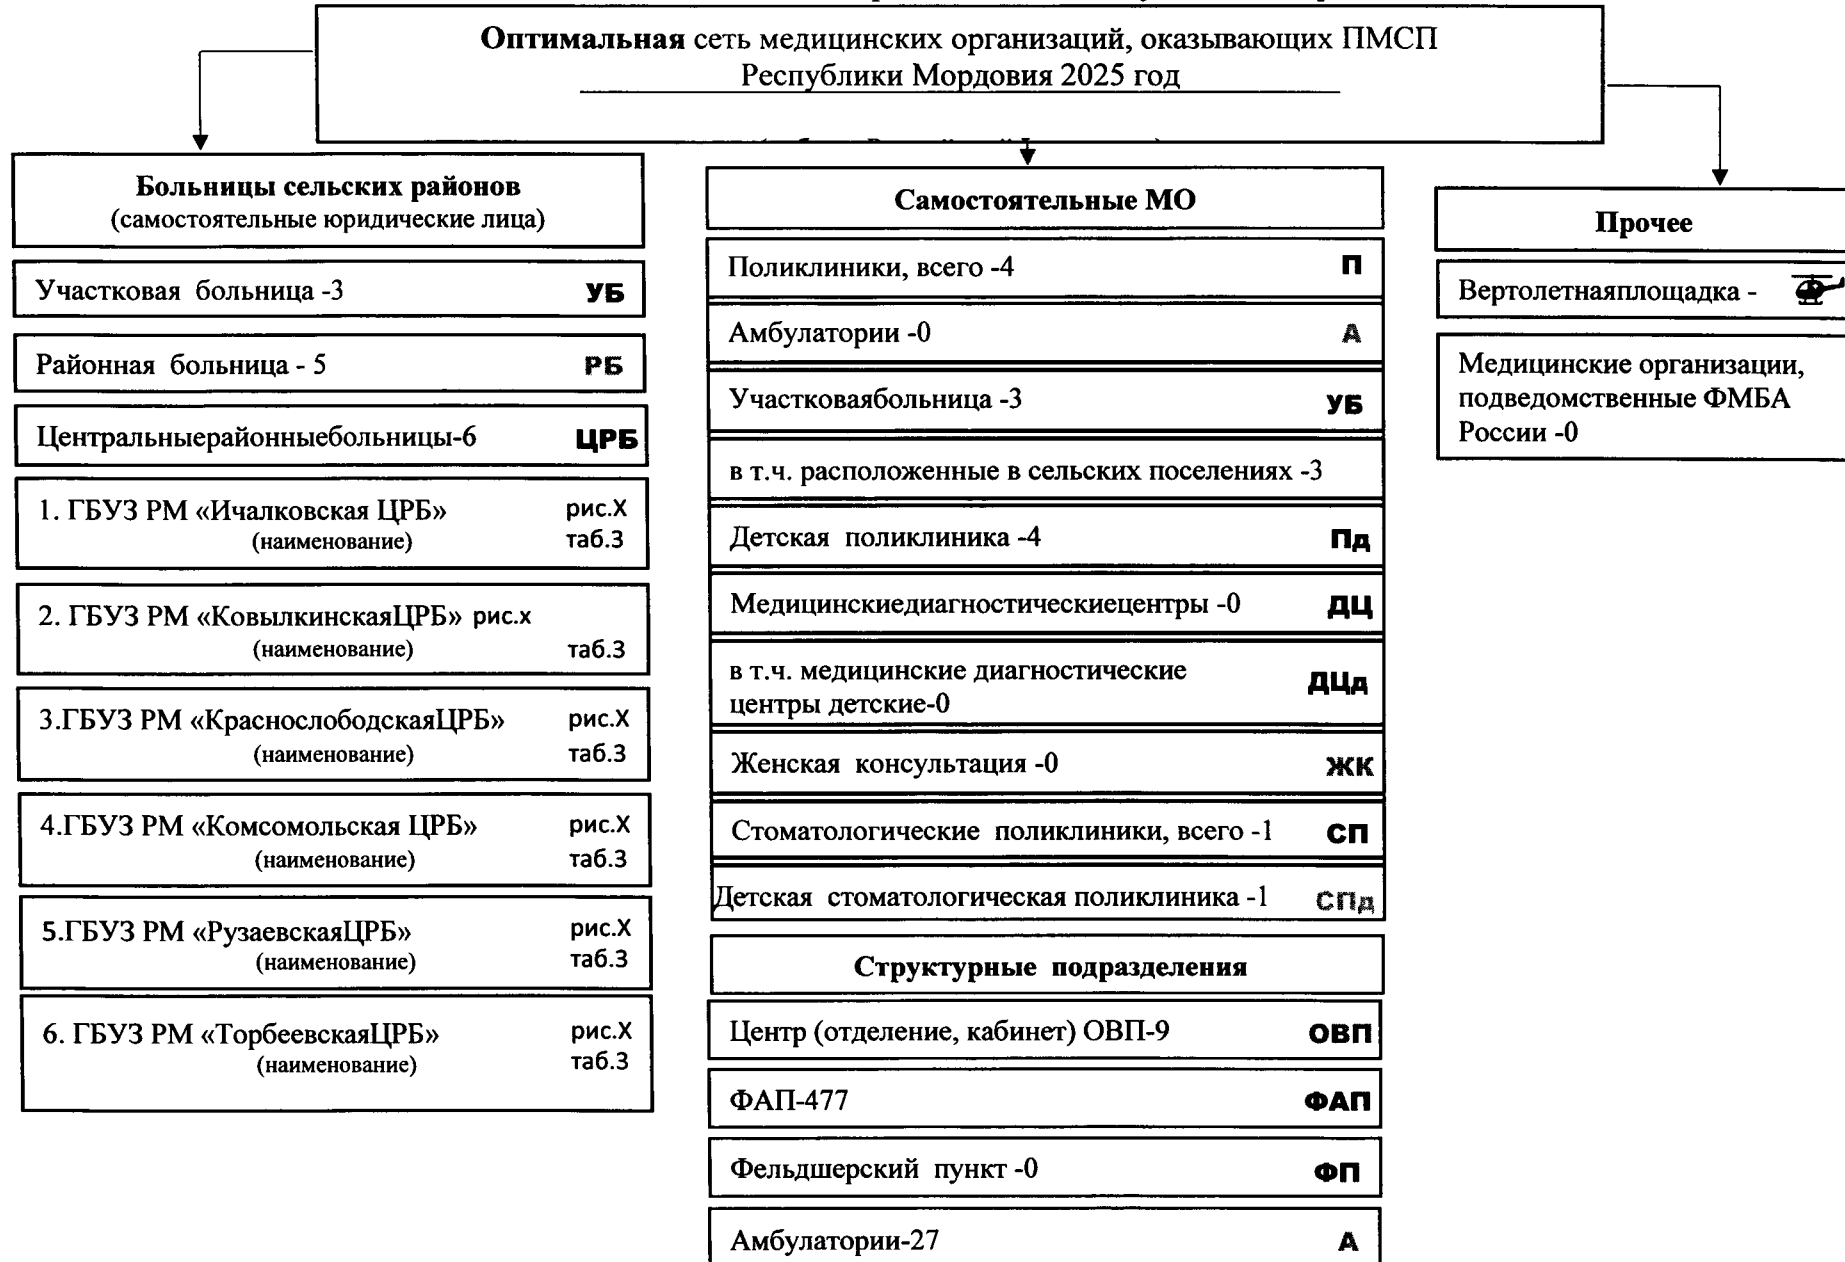 Оптимальная сеть медицинских организаций, оказывающих ПМСП
Республики Мордовия 2025 год
Больницы сельских районов
(самостоятельные юридические лица)
Участковая больница -3 УБ
Районная больница - 5 РБ
Центральныерайонныебольницы-6 ЦРБ
1. ГБУЗ РМ «Ичалковская ЦРБ» рис.Х
(наименование) таб.3
2. ГБУЗ РМ «КовылкинскаяЦРБ» рис.х
(наименование) таб.3
3.ГБУЗ РМ «КраснослободскаяЦРБ» рис.Х
(наименование) таб.3
4.ГБУЗ РМ «Комсомольская ЦРБ» рис.Х
(наименование) таб.3
5.ГБУЗ РМ «РузаевскаяЦРБ» рис.Х
(наименование) таб.3
6. ГБУЗ РМ «ТорбеевскаяЦРБ» рис.Х
(наименование) таб.3
Самостоятельные МО
Поликлиники, всего -4 П
Амбулатории -0 А
Участковаябольница -3 УБ
в т.ч. расположенные в сельских поселениях -3
Детская поликлиника -4 Пд
Медицинскиедиагностическиецентры -0 ДЦ
в т.ч. медицинские диагностические
центры детские-0 ДЦд
Женская консультация -0 ЖК
Стоматологические поликлиники, всего -1 СП
Детская стоматологическая поликлиника -1 СПд
Структурные подразделения
Центр (отделение, кабинет) ОВП-9 ОВП
ФАП-477 ФАП
Фельдшерский пункт -0 ФП
Амбулатории-27 А
Прочее
Вертолетнаяплощадка -
Медицинские организации,
подведомственные ФМБА
России -0